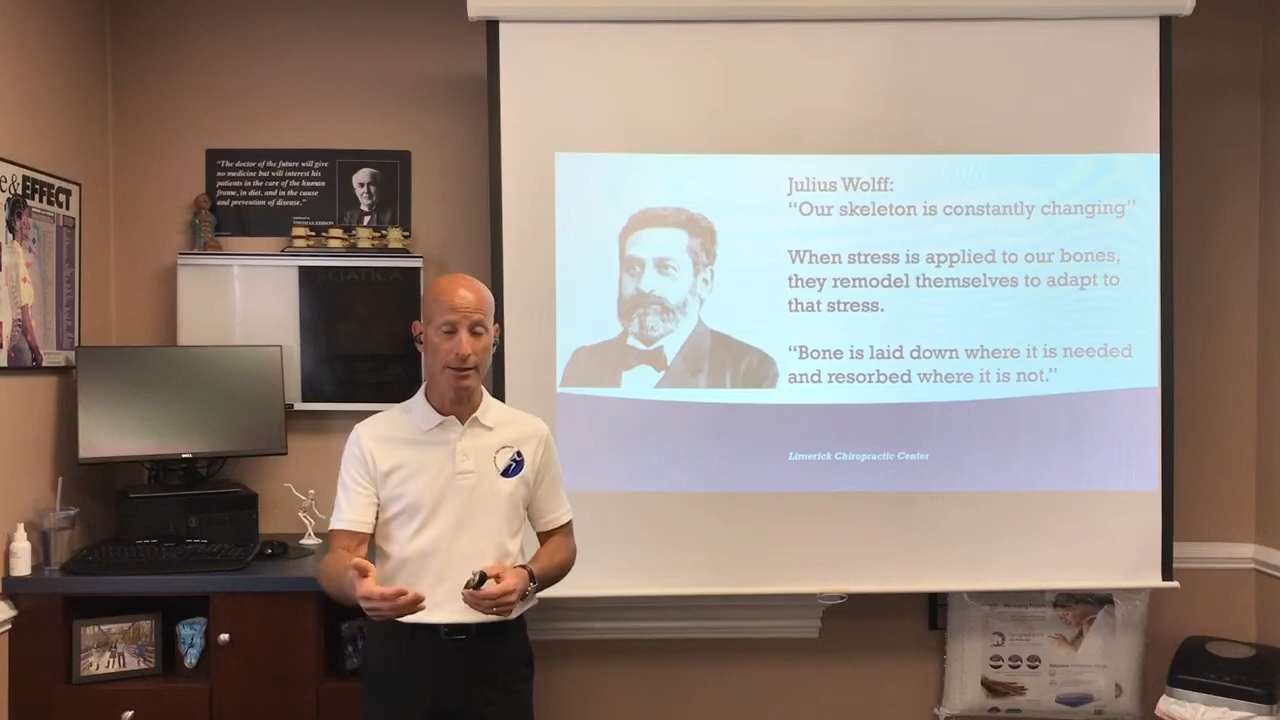 & EFFECT
"The doctor of the future will give
no medicine but will interest his
patients in the care of the human
frame, in diet, and in the cause
and prevention of disease."
THOMAS EDISON
SCIATICA
DELL
Julius Wolff:
“Our skeleton is constantly changing”
When stress is applied to our bones,
they remodel themselves to adapt to
that stress.
“Bone is laid down where it is needed
and resorbed where it is not.”
Limerick Chiropractic Center